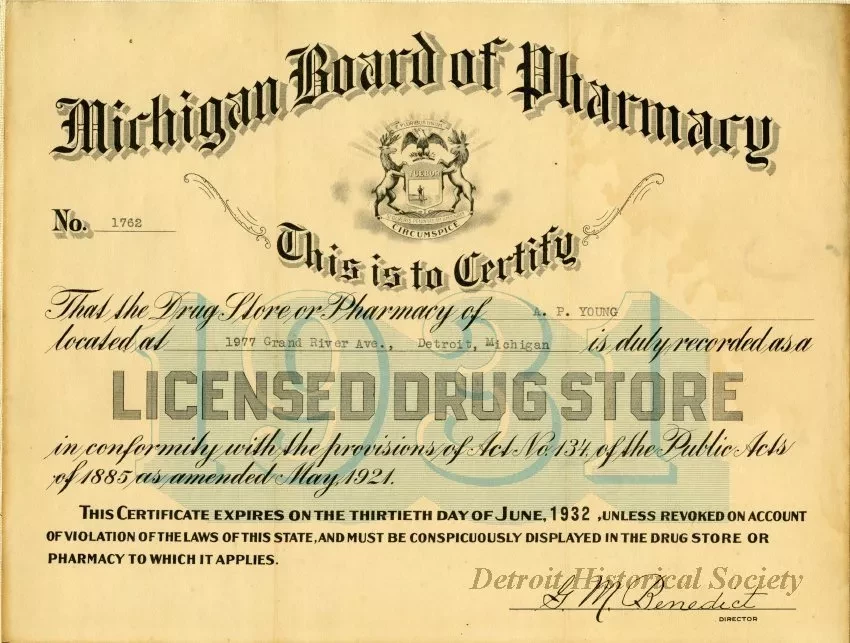 Michigan Board of Pharmacy
E PLURIBUS UNUM
TUEBOR
CIRCUMSPICE
No. 1762
This is to Certify
1931
That the Drug Store or Pharmacy of A. P. YOUNG
located at 1977 Grand River Ave., Detroit, Michigan is duly recorded as a
LICENSED DRUG STORE
in conformity with the provisions of Act No. 134, of the Public Acts
of 1885 as amended May, 1921.
THIS CERTIFICATE EXPIRES ON THE THIRTIETH DAY OF JUNE, 1932 , UNLESS REVOKED ON ACCOUNT
OF VIOLATION OF THE LAWS OF THIS STATE, AND MUST BE CONSPICUOUSLY DISPLAYED IN THE DRUG STORE OR
PHARMACY TO WHICH IT APPLIES.
Detroit Historical Society
G. M. Benedict
DIRECTOR